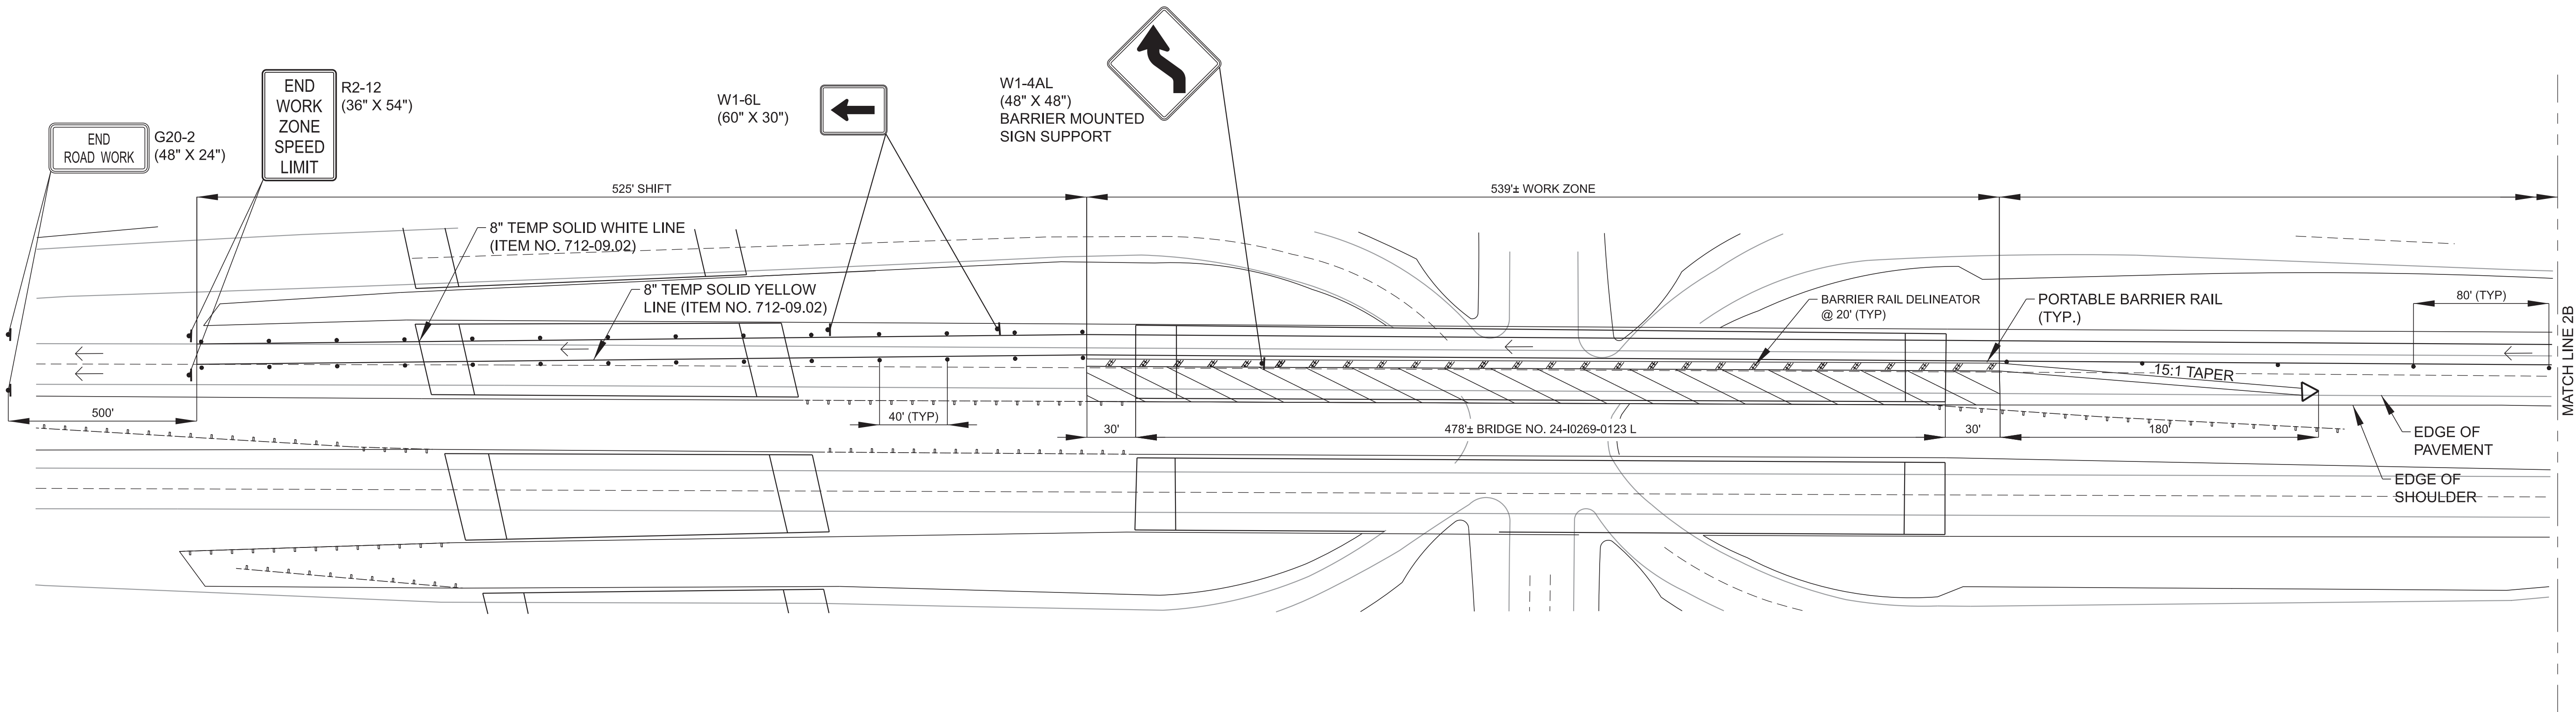 END
ROAD WORK
G20-2
(48" X 24")
END
WORK
ZONE
SPEED
LIMIT
R2-12
(36" X 54")
W1-6L
(60" X 30")
W1-4AL
(48" X 48")
BARRIER MOUNTED
SIGN SUPPORT
525' SHIFT
539'± WORK ZONE
8" TEMP SOLID WHITE LINE
(ITEM NO. 712-09.02)
8" TEMP SOLID YELLOW
LINE (ITEM NO. 712-09.02)
BARRIER RAIL DELINEATOR
@ 20' (TYP)
PORTABLE BARRIER RAIL
(TYP.)
80' (TYP)
MATCH LINE 2B
15:1 TAPER
500'
40' (TYP)
30'
478'± BRIDGE NO. 24-I0269-0123 L
30'
180'
EDGE OF
PAVEMENT
EDGE OF
SHOULDER